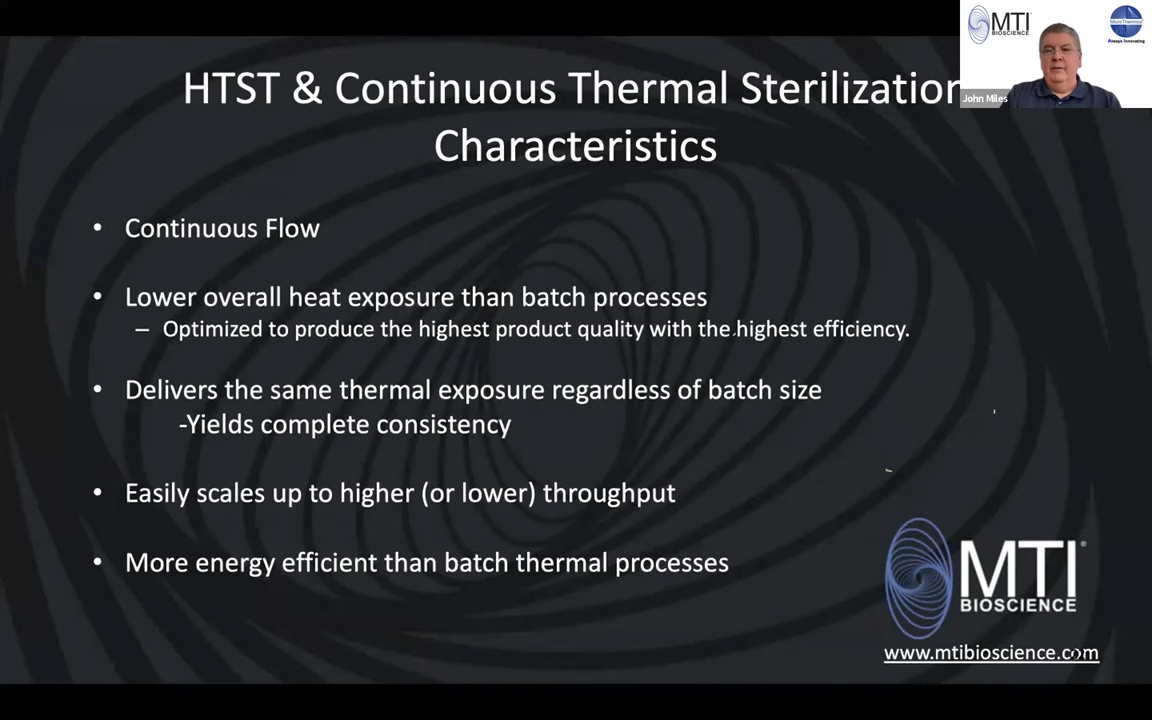 HTST & Continuous Thermal Sterilization
Characteristics
• Continuous Flow
• Lower overall heat exposure than batch processes
– Optimized to produce the highest product quality with the highest efficiency.
• Delivers the same thermal exposure regardless of batch size
-Yields complete consistency
• Easily scales up to higher (or lower) throughput
• More energy efficient than batch thermal processes
MTI
BIOSCIENCE
www.mtibioscience.com
MTI
BIOSCIENCE
MicroThermics
Always Innovating
John Miles